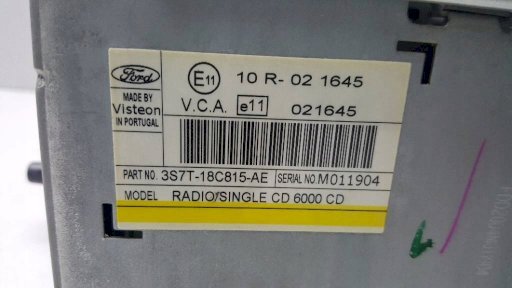 Ford
E11 10 R- 02 1645
MADE BY
Visteon
IN PORTUGAL
V.C.A. e11 021645
PART NO. 3S7T-18C815-AE SERIAL NO. M011904
MODEL RADIO/SINGLE CD 6000 CD